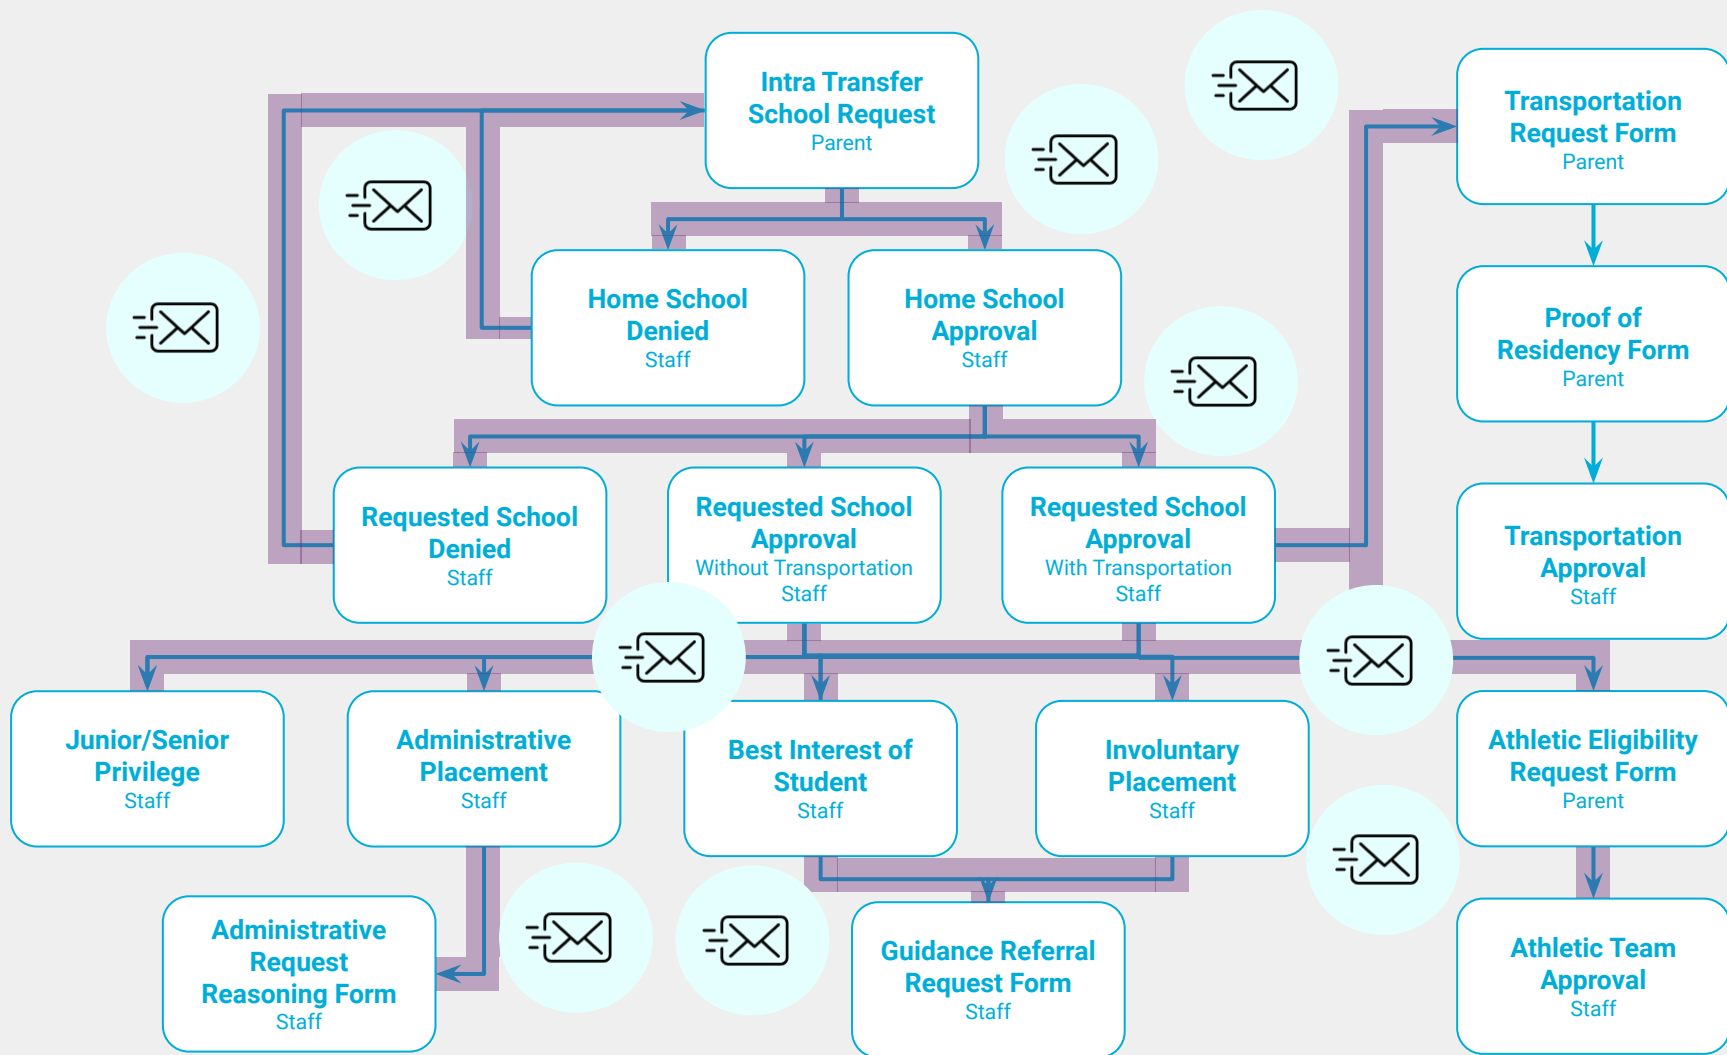 Intra Transfer
School Request
Parent
Transportation
Request Form
Parent
Home School
Denied
Staff
Home School
Approval
Staff
Proof of
Residency Form
Parent
Requested School
Denied
Staff
Requested School
Approval
Without Transportation
Staff
Requested School
Approval
With Transportation
Staff
Transportation
Approval
Staff
Junior/Senior
Privilege
Staff
Administrative
Placement
Staff
Best Interest of
Student
Staff
Involuntary
Placement
Staff
Athletic Eligibility
Request Form
Parent
Administrative
Request
Reasoning Form
Staff
Guidance Referral
Request Form
Staff
Athletic Team
Approval
Staff